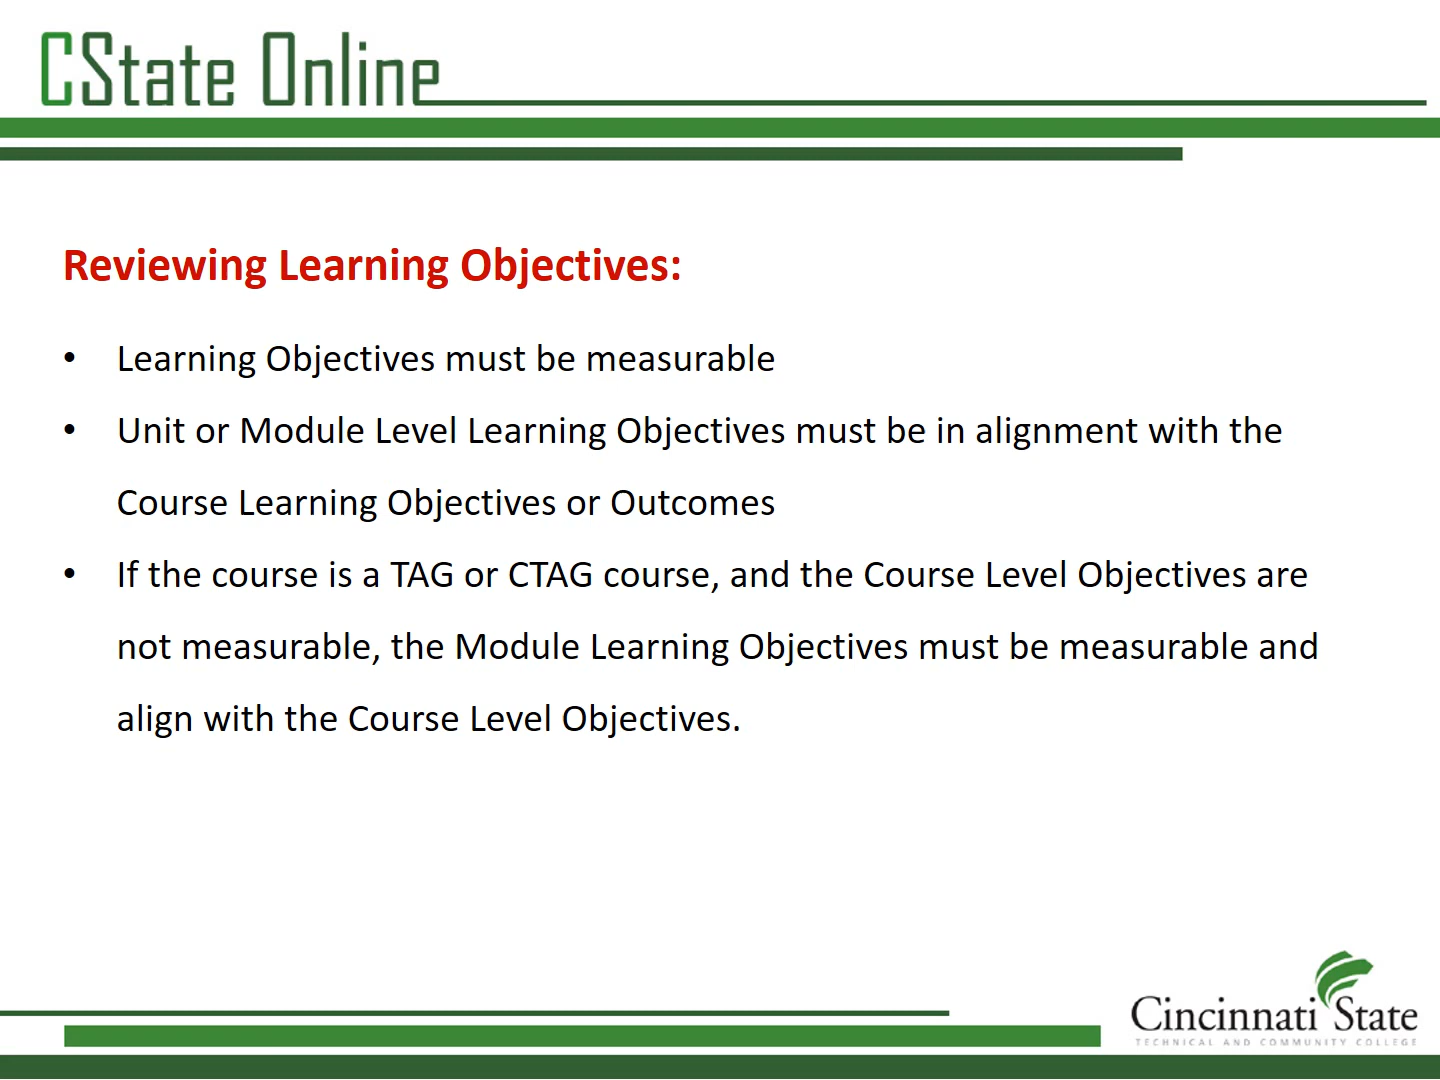 CState Online
Reviewing Learning Objectives:
• Learning Objectives must be measurable
• Unit or Module Level Learning Objectives must be in alignment with the
Course Learning Objectives or Outcomes
• If the course is a TAG or CTAG course, and the Course Level Objectives are
not measurable, the Module Learning Objectives must be measurable and
align with the Course Level Objectives.
Cincinnati State
TECHNICAL AND COMMUNITY COLLEGE